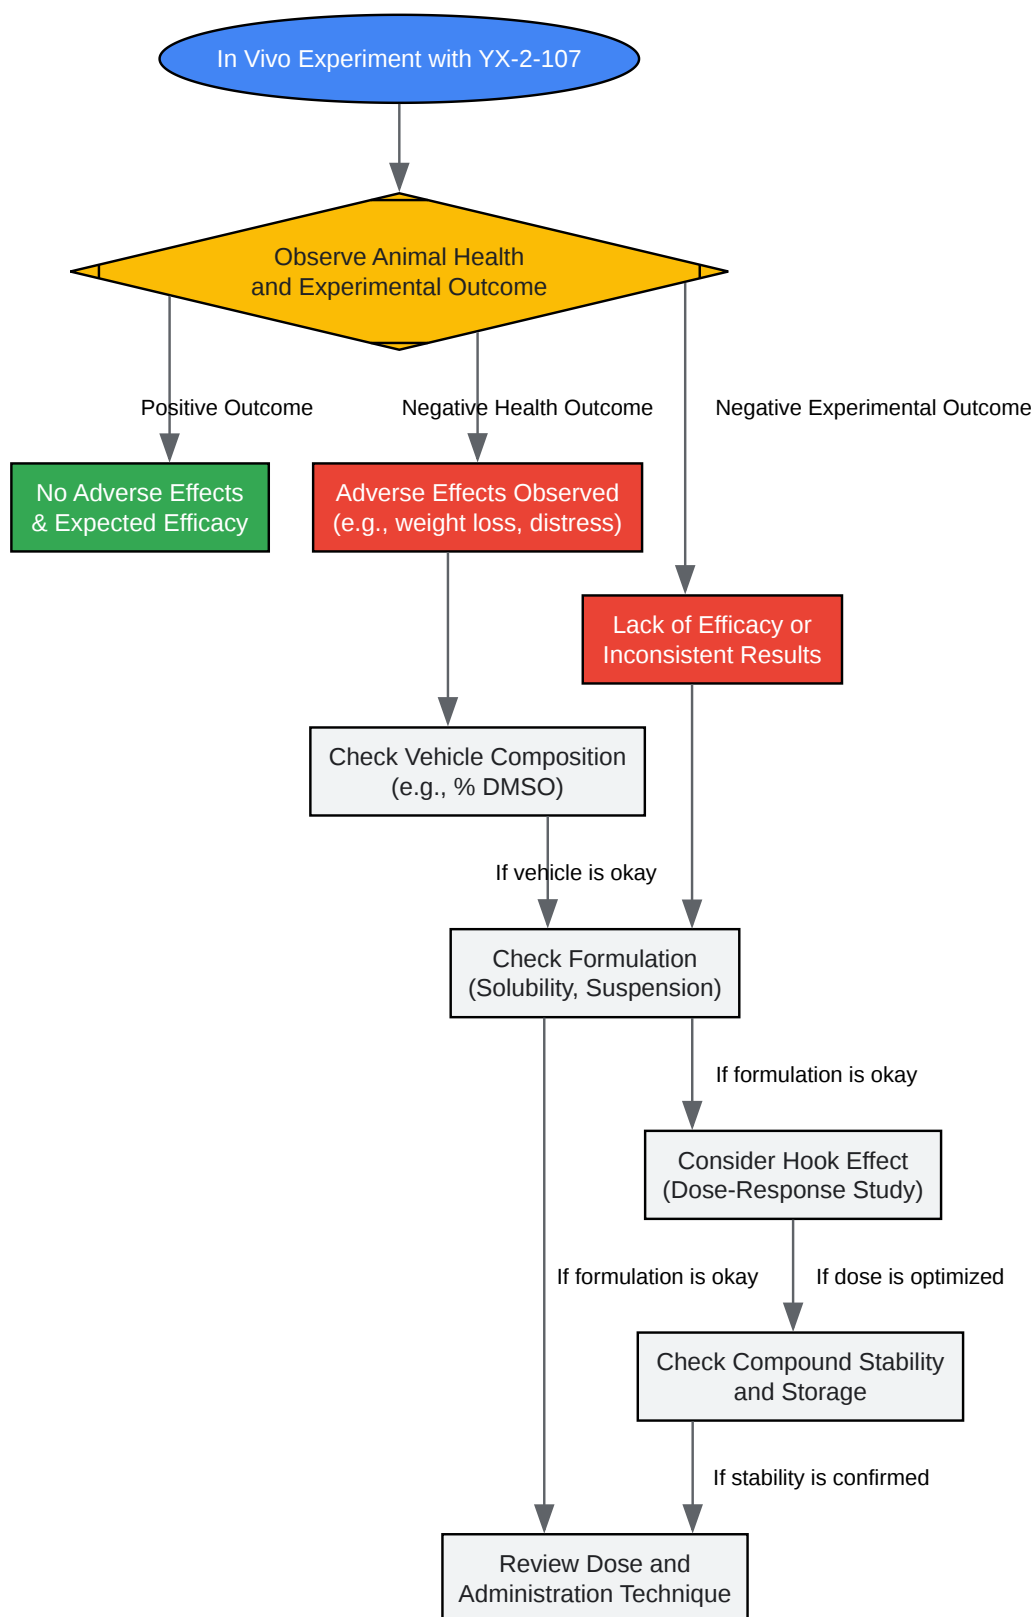 In Vivo Experiment with YX-2-107
Observe Animal Health
and Experimental Outcome
Positive Outcome
Negative Health Outcome
Negative Experimental Outcome
No Adverse Effects
& Expected Efficacy
Adverse Effects Observed
(e.g., weight loss, distress)
Lack of Efficacy or
Inconsistent Results
Check Vehicle Composition
(e.g., % DMSO)
If vehicle is okay
Check Formulation
(Solubility, Suspension)
If formulation is okay
Consider Hook Effect
(Dose-Response Study)
If formulation is okay
If dose is optimized
Check Compound Stability
and Storage
If stability is confirmed
Review Dose and
Administration Technique